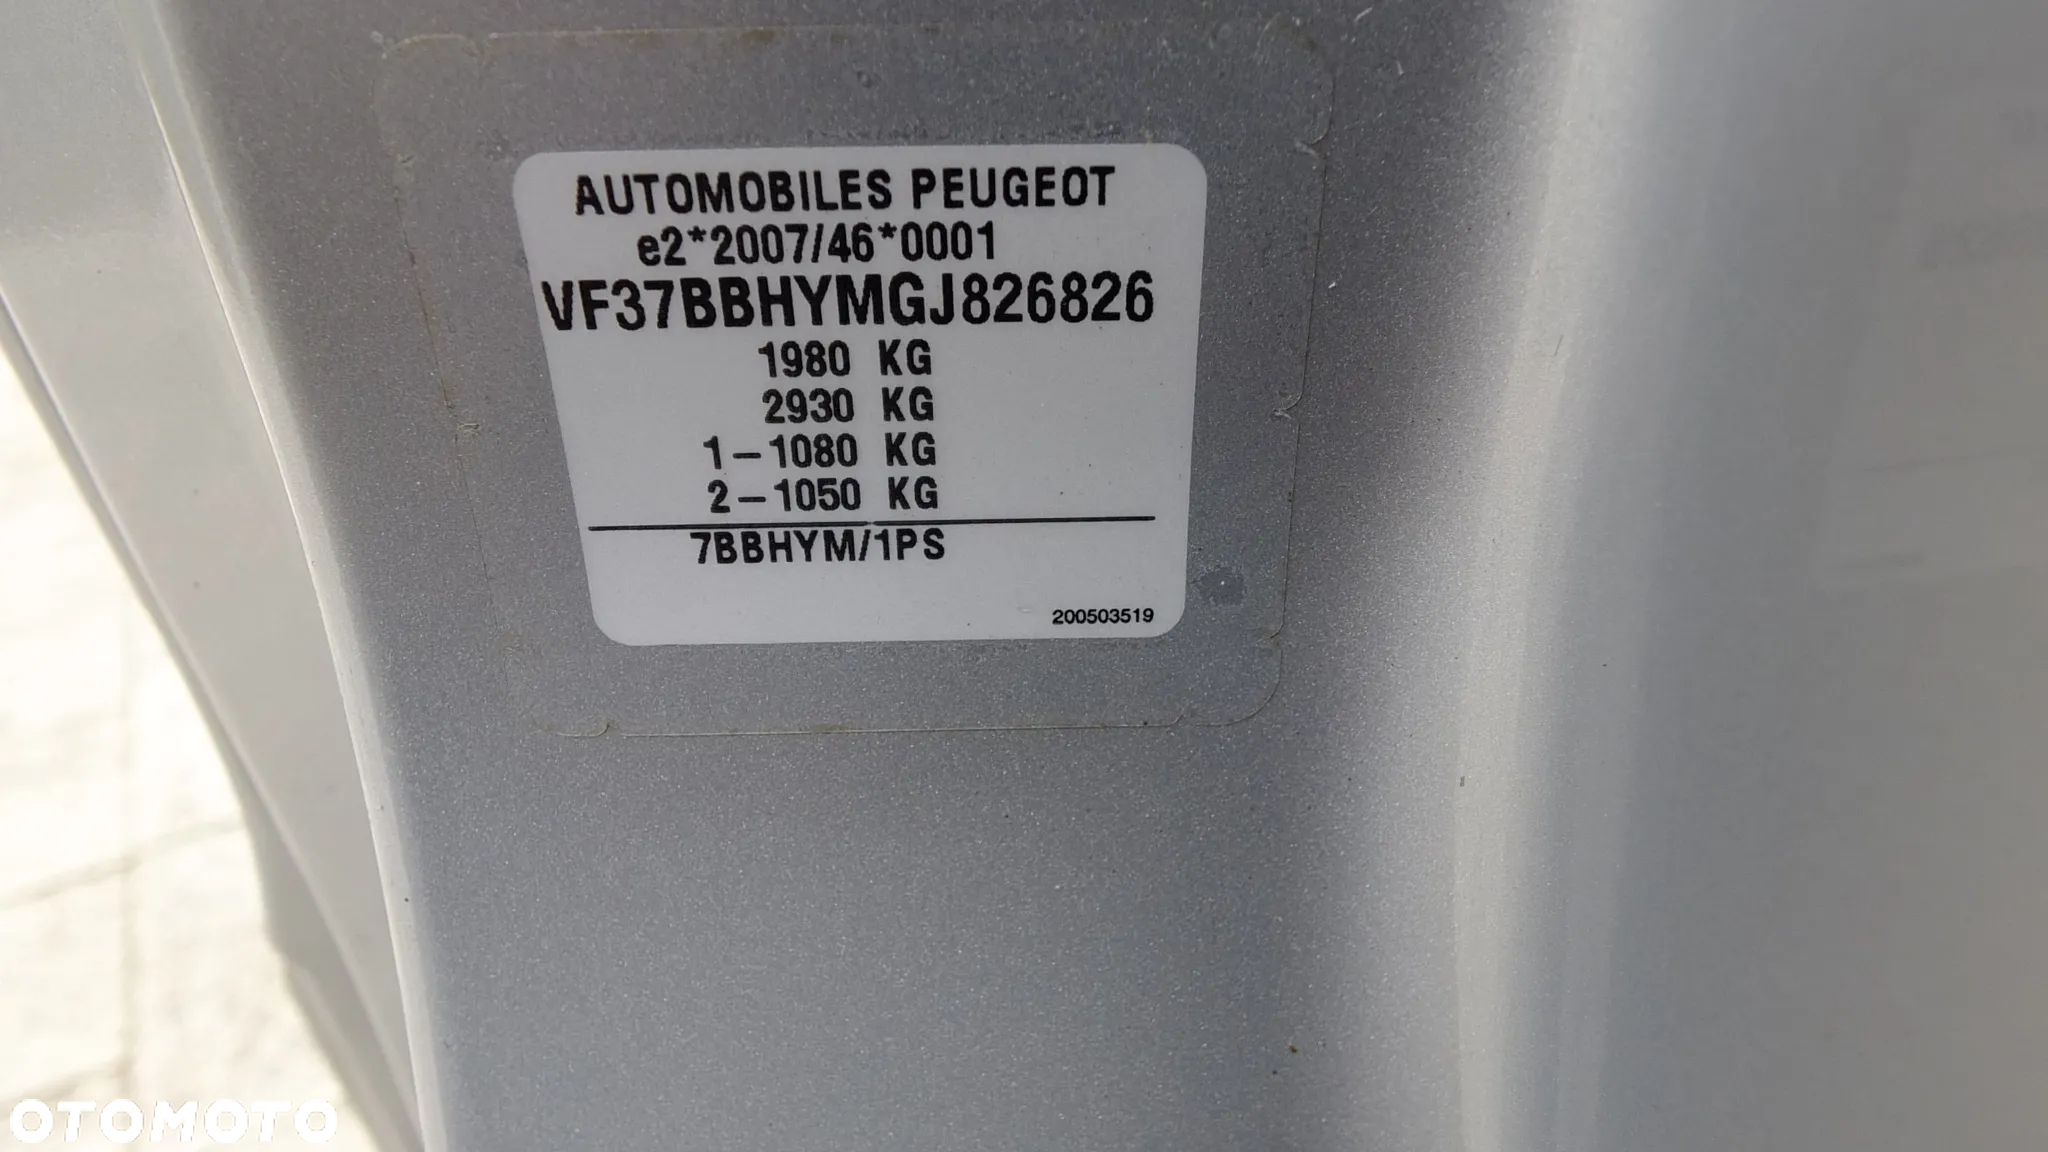 AUTOMOBILES PEUGEOT
e2*2007/46*0001
VF37BBHYMGJ826826
1980 KG
2930 KG
1–1080 KG
2–1050 KG
7BBHYM/1PS
200503519
OTOMOTO